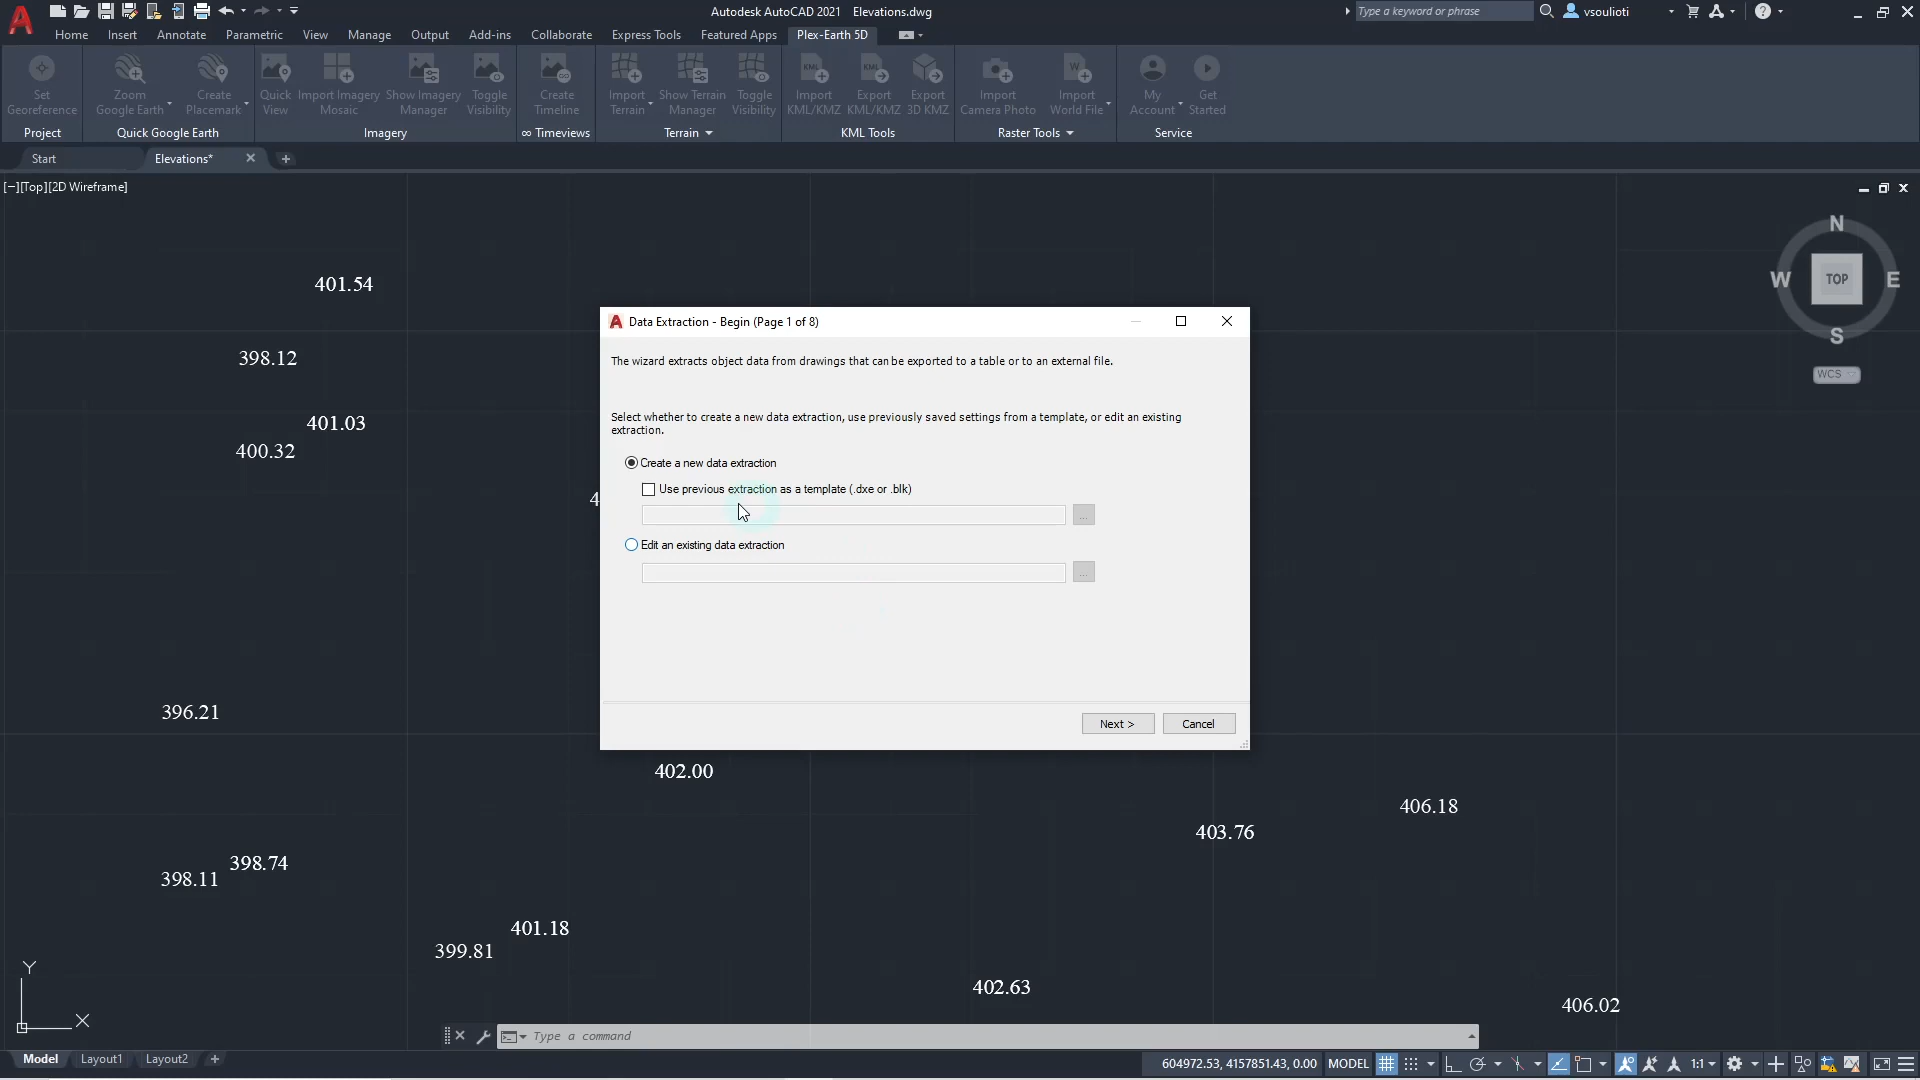 Autodesk AutoCAD 2021 Elevations.dwg
Type a keyword or phrase
vsoulioti
Home Insert Annotate Parametric View Manage Output Add-ins Collaborate Express Tools Featured Apps Plex-Earth 5D
Set Georeference
Zoom Google Earth
Create Placemark
Quick View
Import Imagery Mosaic
Show Imagery Manager
Toggle Visibility
Create Timeline
Import Terrain
Show Terrain Manager
Toggle Visibility
KML
Import KML/KMZ
KML
Export KML/KMZ
Export 3D KMZ
Import Camera Photo
W
Import World File
My Account
Get Started
Project
Quick Google Earth
Imagery
∞ Timeviews
Terrain
KML Tools
Raster Tools
Service
Start
Elevations*
[−][Top][2D Wireframe]
N
W
TOP
E
S
WCS
401.54
398.12
401.03
400.32
4
396.21
402.00
406.18
403.76
398.74
398.11
401.18
399.81
402.63
406.02
Data Extraction - Begin (Page 1 of 8)
The wizard extracts object data from drawings that can be exported to a table or to an external file.
Select whether to create a new data extraction, use previously saved settings from a template, or edit an existing
extraction.
Create a new data extraction
Use previous extraction as a template (.dxe or .blk)
...
Edit an existing data extraction
...
Next >
Cancel
Y
X
Type a command
Model Layout1 Layout2
604972.53, 4157851.43, 0.00 MODEL 1:1